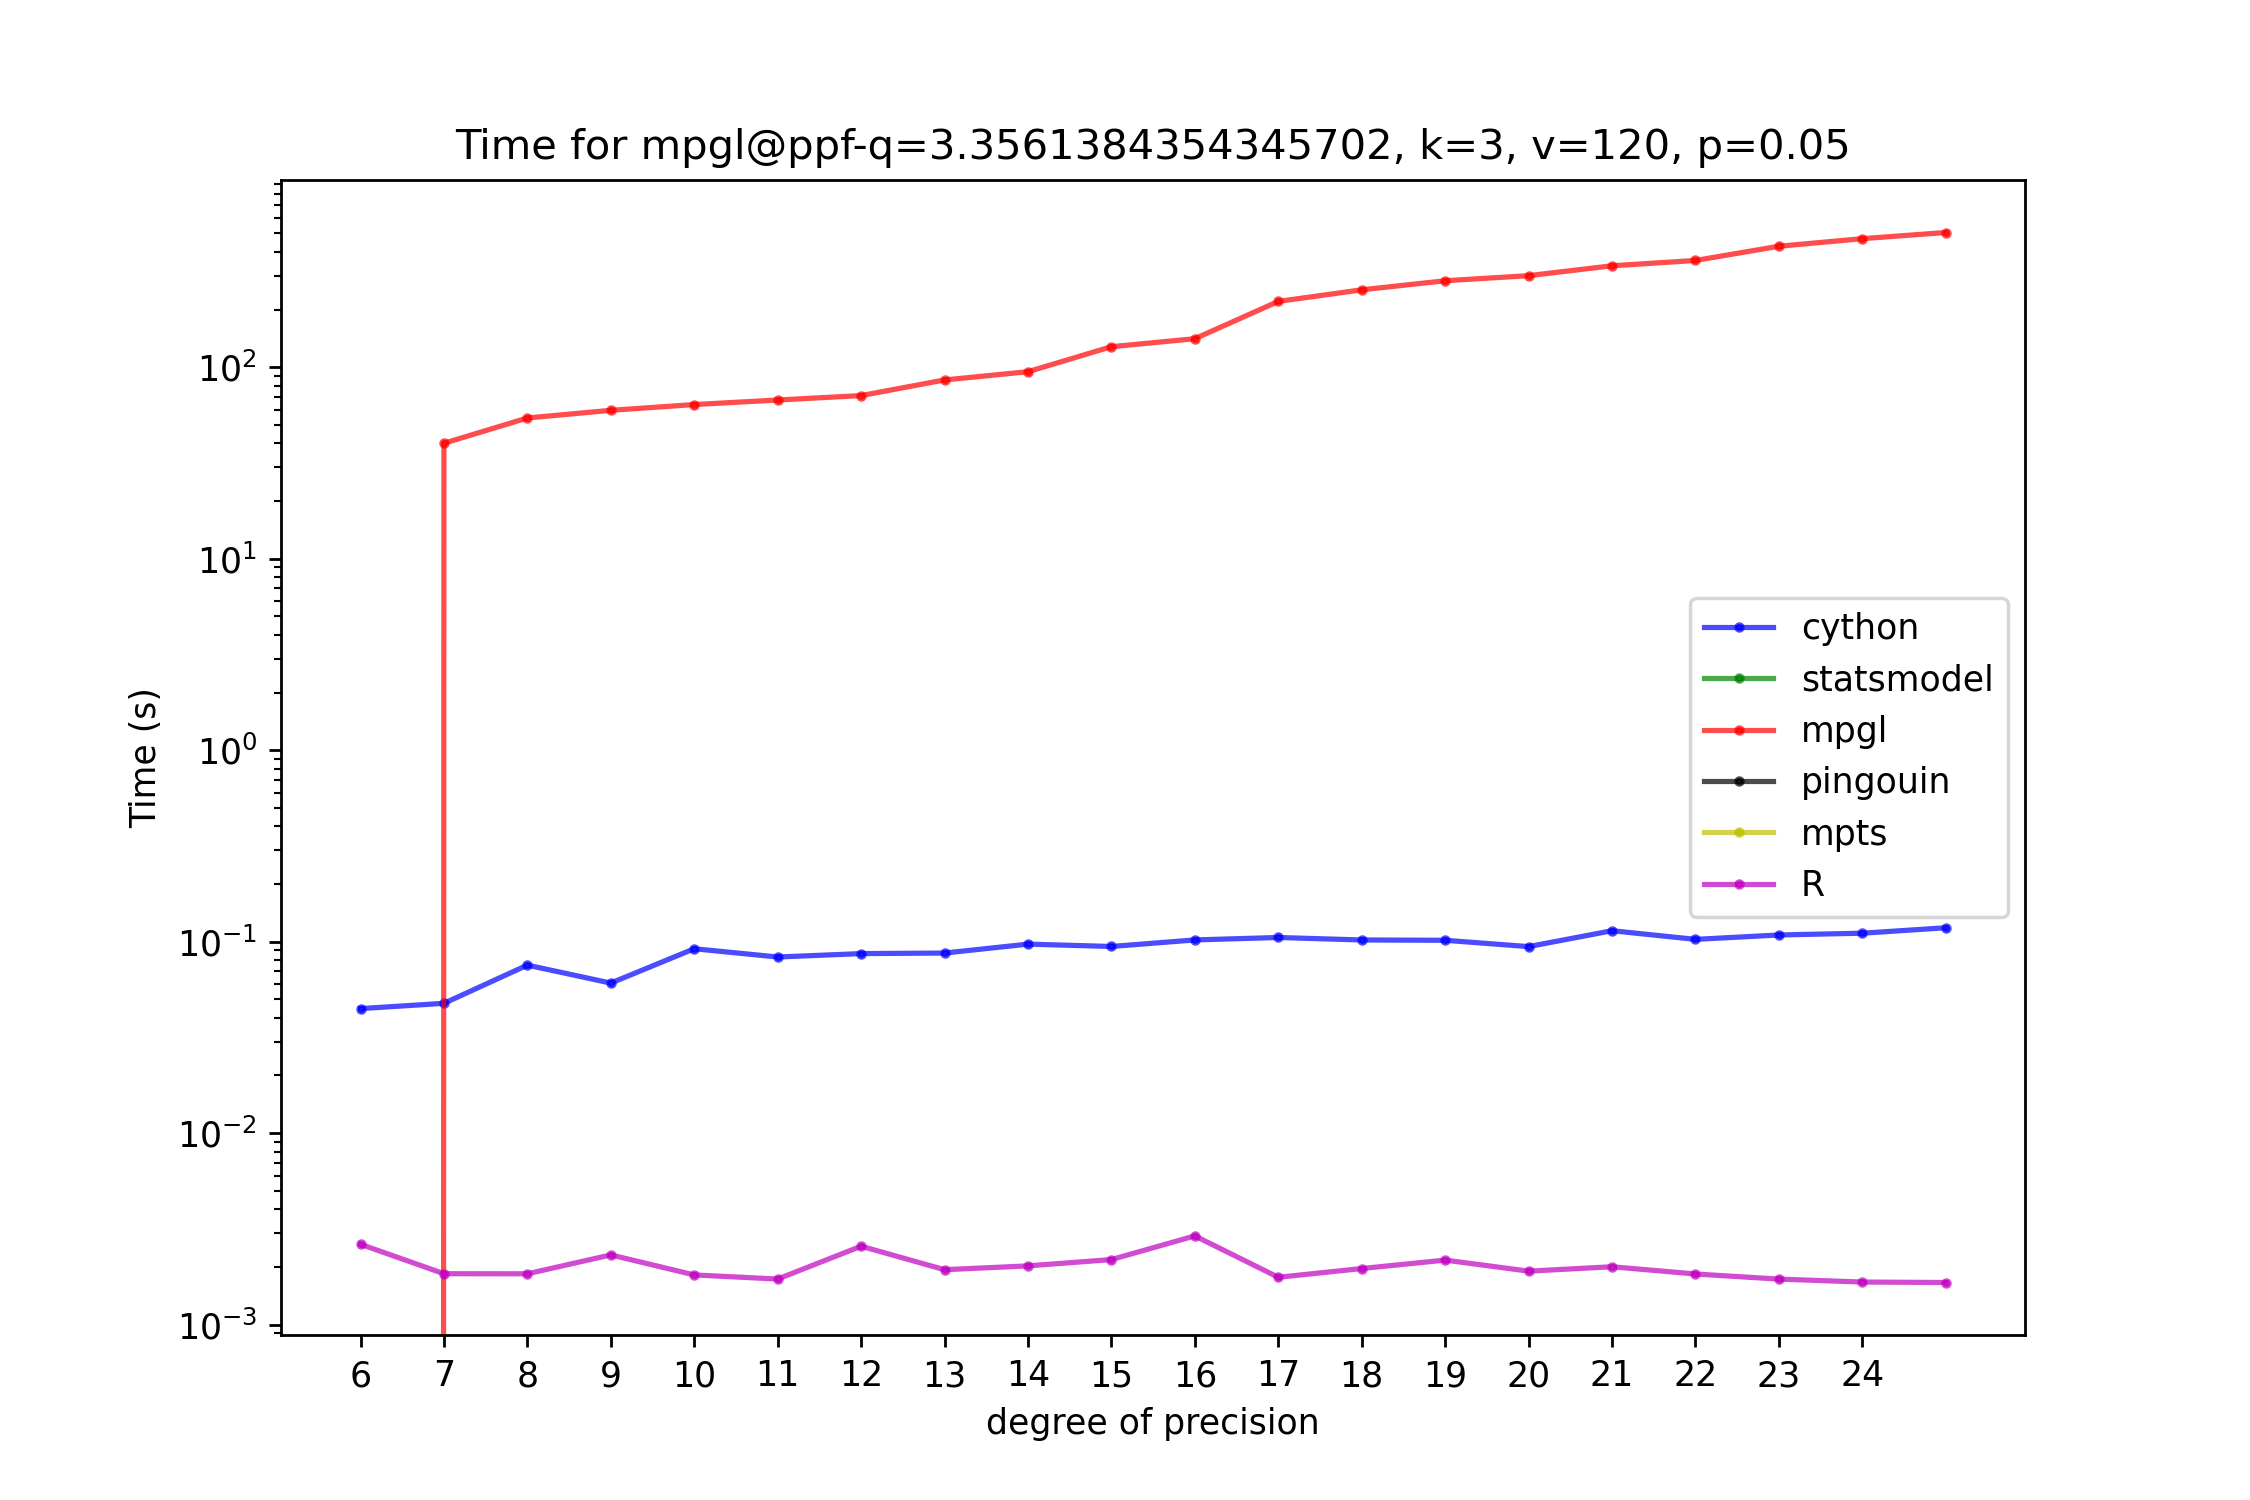 Time for mpgl@ppf-q=3.3561384354345702, k=3, v=120, p=0.05
Time (s)
10²
10¹
10⁰
10⁻¹
10⁻²
10⁻³
cython
statsmodel
mpgl
pingouin
mpts
R
6 7 8 9 10 11 12 13 14 15 16 17 18 19 20 21 22 23 24
degree of precision